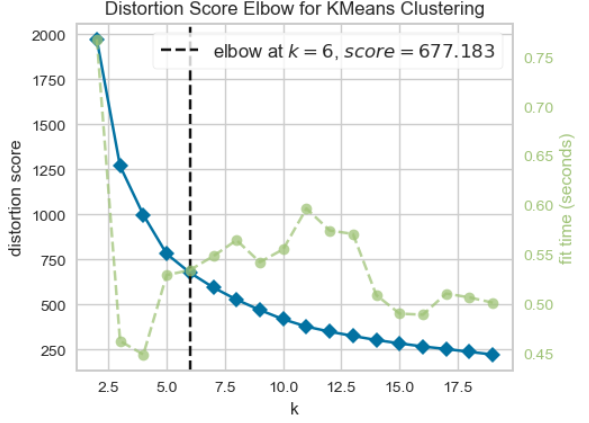 Distortion Score Elbow for KMeans Clustering
elbow at k = 6, score = 677.183
distortion score
2000
1750
1500
1250
1000
750
500
250
2.5 5.0 7.5 10.0 12.5 15.0 17.5
k
0.75
0.70
0.65
0.60
0.55
0.50
0.45
fit time (seconds)